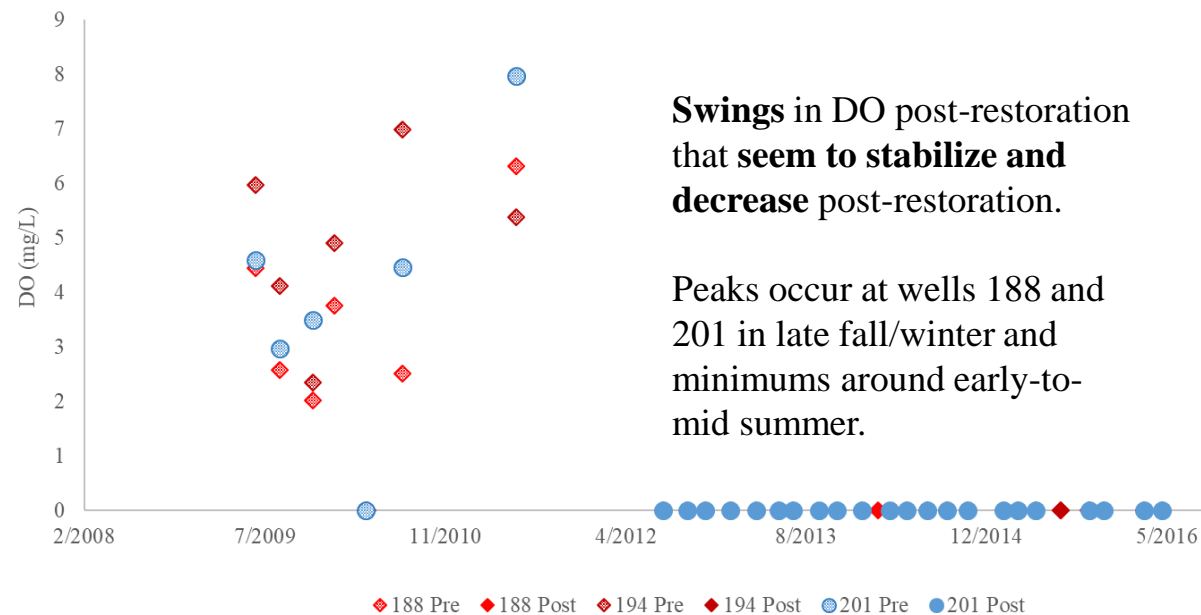 9
8
7
6
5
4
3
2
1
0
DO (mg/L)
Swings in DO post-restoration
that seem to stabilize and
decrease post-restoration.
Peaks occur at wells 188 and
201 in late fall/winter and
minimums around early-to-
mid summer.
2/2008 7/2009 11/2010 4/2012 8/2013 12/2014 5/2016
188 Pre 188 Post 194 Pre 194 Post 201 Pre 201 Post